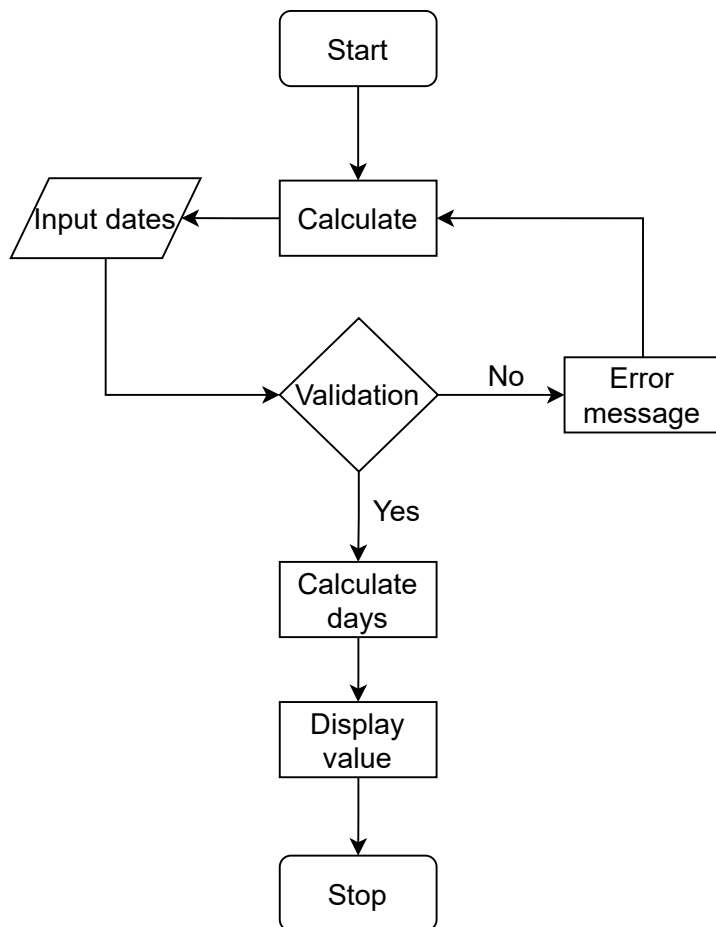 Start
Calculate
Input dates
Validation
No
Error
message
Yes
Calculate
days
Display
value
Stop